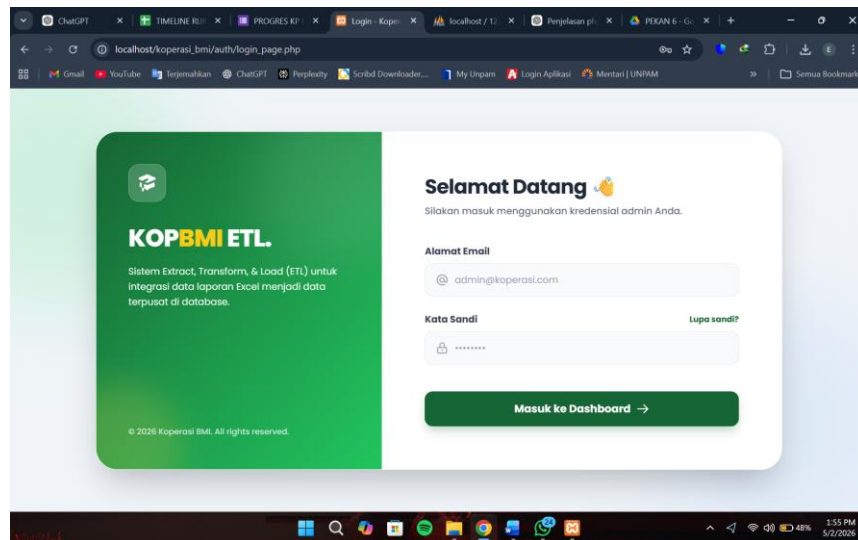 ChatGPT
TIMELINE RU
PROGRES KP
Login - Kope
localhost / 12
Penjelasan ph
PEKAN 6 - G
localhost/koperasi_bmi/auth/login_page.php
Gmail
YouTube
Terjemahkan
ChatGPT
Perplexity
Scribd Downloader,...
My Unpam
Login Aplikasi
Mentari | UNPAM
»
Semua Bookmark
KOPBMI ETL.
Sistem Extract, Transform, & Load (ETL) untuk
integrasi data laporan Excel menjadi data
terpusat di database.
© 2026 Koperasi BMI. All rights reserved.
Selamat Datang 👋
Silakan masuk menggunakan kredensial admin Anda.
Alamat Email
@ admin@koperasi.com
Kata Sandi
Lupa sandi?
••••••••
Masuk ke Dashboard →
24
48%
1:55 PM
5/2/2026